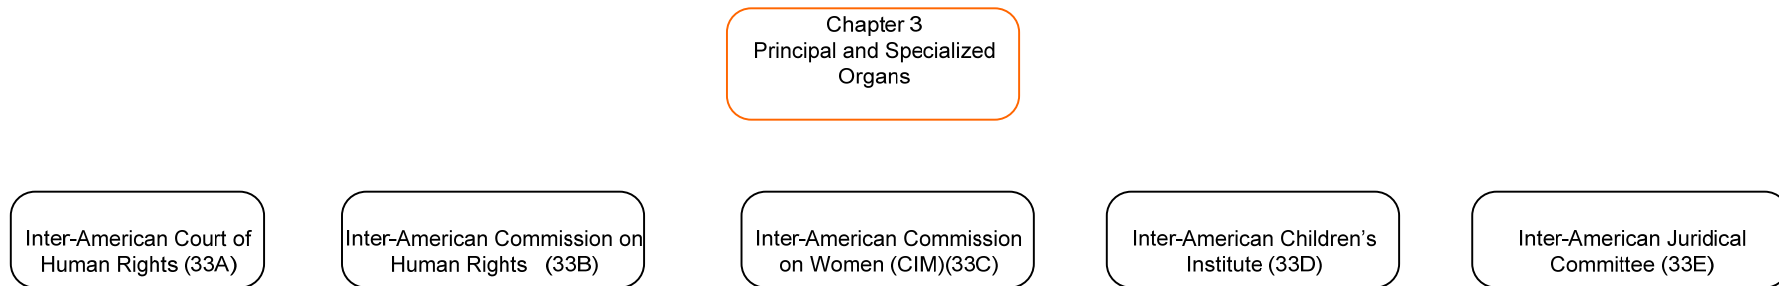 Chapter 3
Principal and Specialized
Organs
Inter-American Court of
Human Rights (33A)
Inter-American Commission on
Human Rights (33B)
Inter-American Commission
on Women (CIM)(33C)
Inter-American Children’s
Institute (33D)
Inter-American Juridical
Committee (33E)